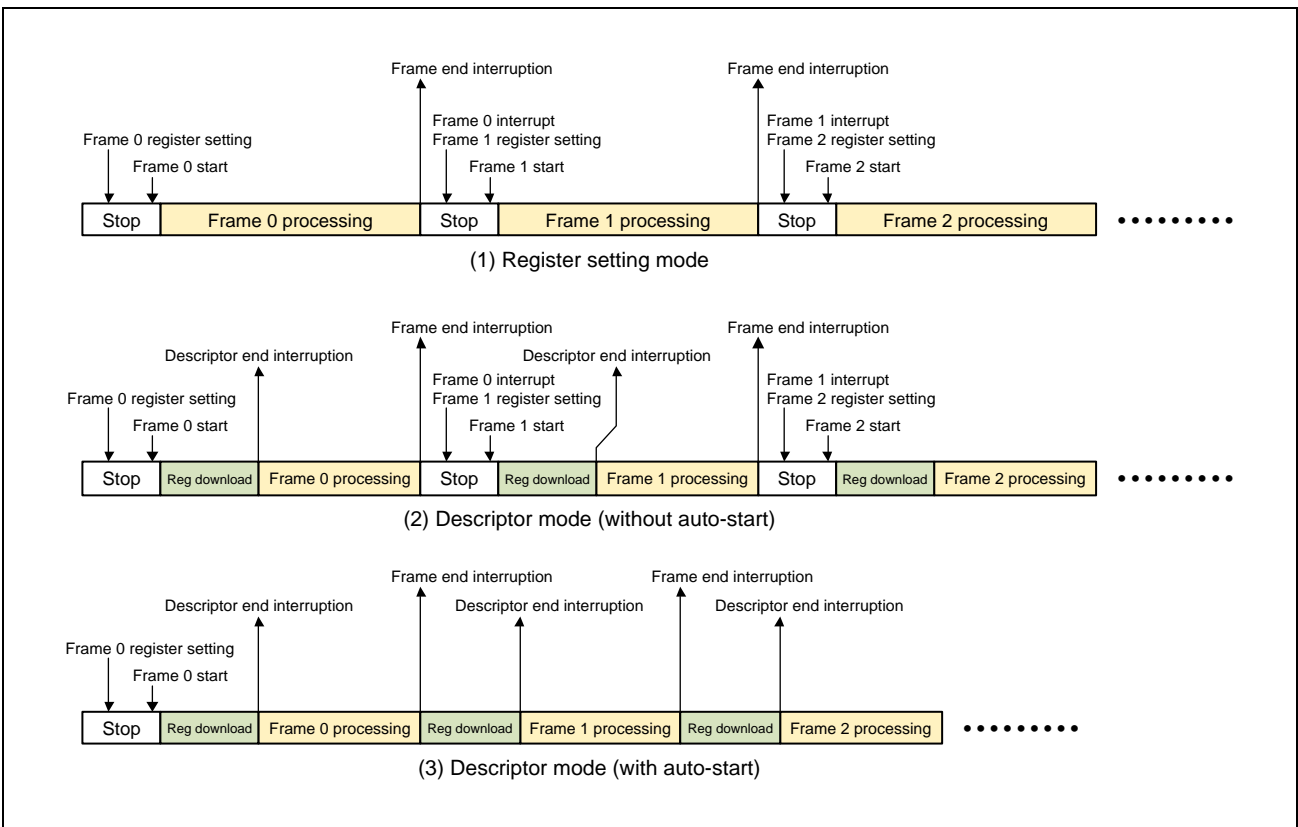 Frame end interruption
Frame end interruption
Frame 0 interrupt
Frame 1 register setting
Frame 1 interrupt
Frame 2 register setting
Frame 0 register setting
Frame 0 start
Frame 1 start
Frame 2 start
Stop
Frame 0 processing
Stop
Frame 1 processing
Stop
Frame 2 processing
(1) Register setting mode
Frame end interruption
Frame end interruption
Descriptor end interruption
Descriptor end interruption
Frame 0 interrupt
Frame 1 register setting
Frame 1 interrupt
Frame 2 register setting
Frame 0 register setting
Frame 0 start
Frame 1 start
Frame 2 start
Stop
Reg download
Frame 0 processing
Stop
Reg download
Frame 1 processing
Stop
Reg download
Frame 2 processing
(2) Descriptor mode (without auto-start)
Frame end interruption
Frame end interruption
Descriptor end interruption
Descriptor end interruption
Descriptor end interruption
Frame 0 register setting
Frame 0 start
Stop
Reg download
Frame 0 processing
Reg download
Frame 1 processing
Reg download
Frame 2 processing
(3) Descriptor mode (with auto-start)